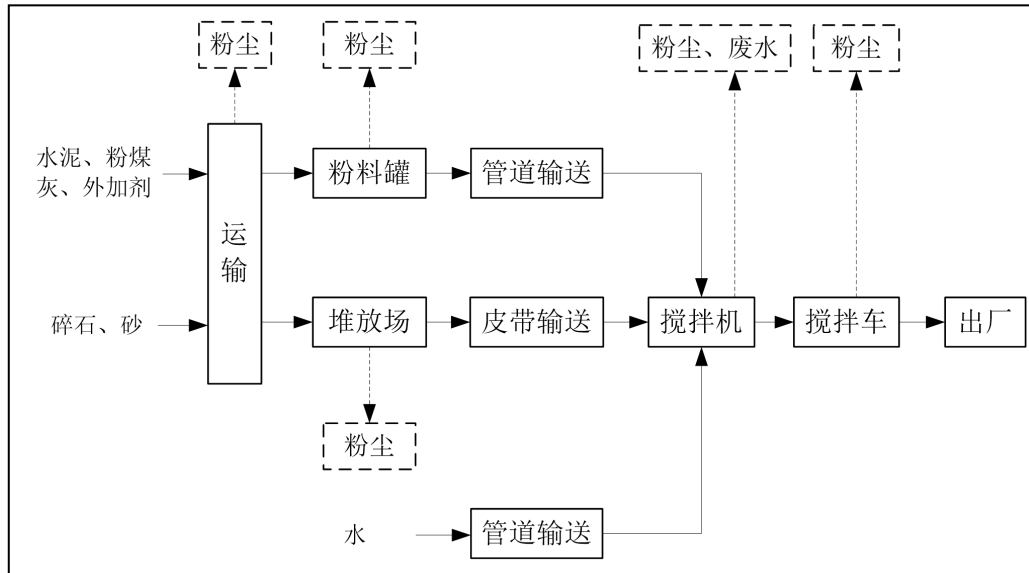 粉尘
粉尘
粉尘、废水
粉尘
水泥、粉煤
灰、外加剂
运
输
粉料罐
管道输送
碎石、砂
堆放场
皮带输送
搅拌机
搅拌车
出厂
粉尘
水
管道输送